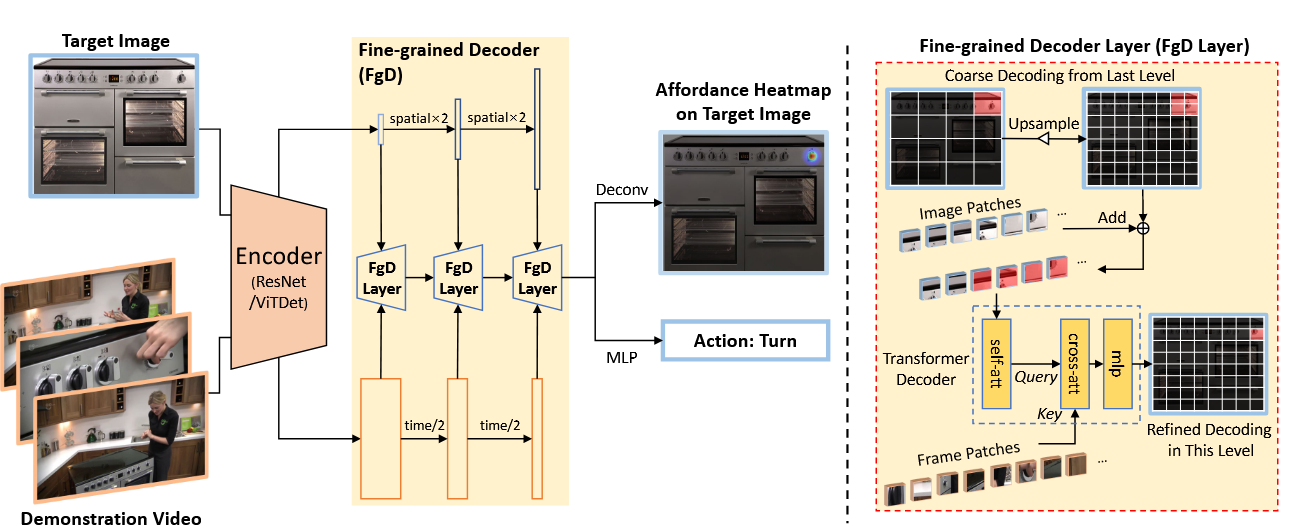 Target Image
Encoder
(ResNet
/ViTDet)
Demonstration Video
Fine-grained Decoder
(FgD)
spatial×2
spatial×2
FgD
Layer
FgD
Layer
FgD
Layer
time/2
time/2
Deconv
MLP
Affordance Heatmap
on Target Image
Action: Turn
Fine-grained Decoder Layer (FgD Layer)
Coarse Decoding from Last Level
Upsample
Image Patches
...
Add
...
Transformer
Decoder
self-att
Query
cross-att
mlp
Key
Frame Patches
...
Refined Decoding
in This Level